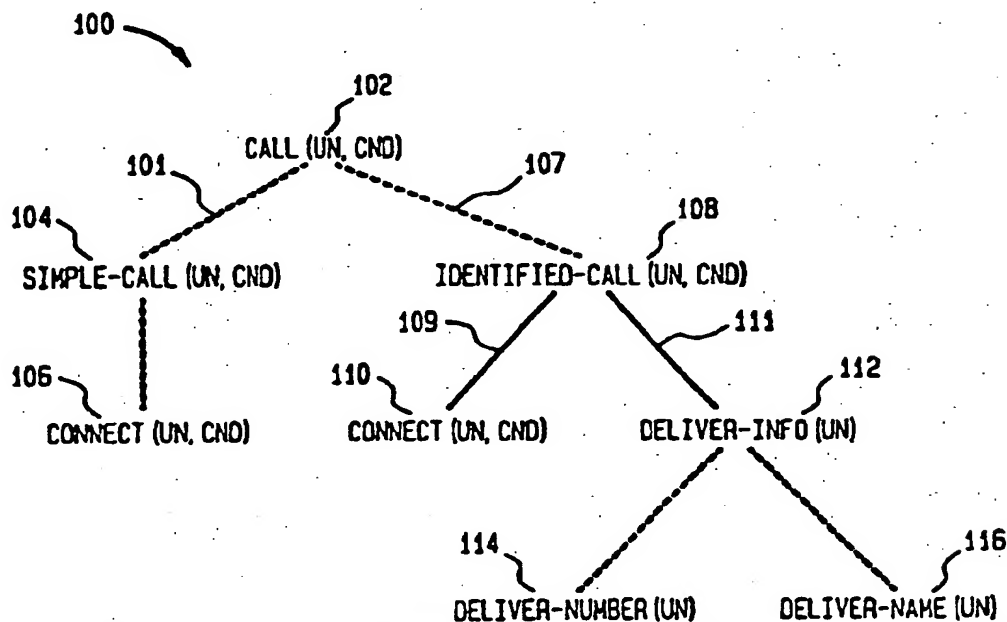 100
102
CALL (UN, CND)
101
107
104
108
SIMPLE-CALL (UN, CND)
IDENTIFIED-CALL (UN, CND)
109
111
106
110
112
CONNECT (UN, CND)
CONNECT (UN, CND)
DELIVER-INFO (UN)
114
116
DELIVER-NUMBER (UN)
DELIVER-NAME (UN)